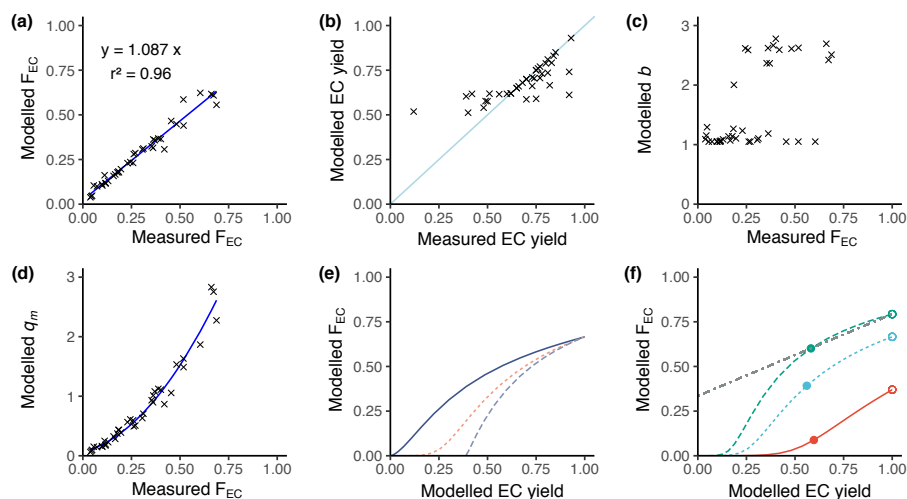 (a)
y = 1.087 x
r² = 0.96
Modelled F_EC
1.00
0.75
0.50
0.25
0.00
0.00 0.25 0.50 0.75 1.00
Measured F_EC
(b)
Modelled EC yield
1.00
0.75
0.50
0.25
0.00
0.00 0.25 0.50 0.75 1.00
Measured EC yield
(c)
Modelled b
3
2
1
0
0.00 0.25 0.50 0.75 1.00
Measured F_EC
(d)
Modelled q_m
3
2
1
0
0.00 0.25 0.50 0.75 1.00
Measured F_EC
(e)
Modelled F_EC
1.00
0.75
0.50
0.25
0.00
0.00 0.25 0.50 0.75 1.00
Modelled EC yield
(f)
Modelled F_EC
1.00
0.75
0.50
0.25
0.00
0.00 0.25 0.50 0.75 1.00
Modelled EC yield